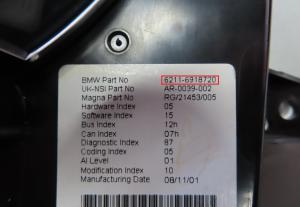 BMW Part No 6211-6918720
UK-NSI Part No AR-0039-002
Magna Part No RG/21453/005
Hardware Index 05
Software Index 15
Bus Index 12h
Can Index 07h
Diagnostic Index 87
Coding Index 05
AI Level 01
Modification Index 10
Manufacturing Date 08/11/01